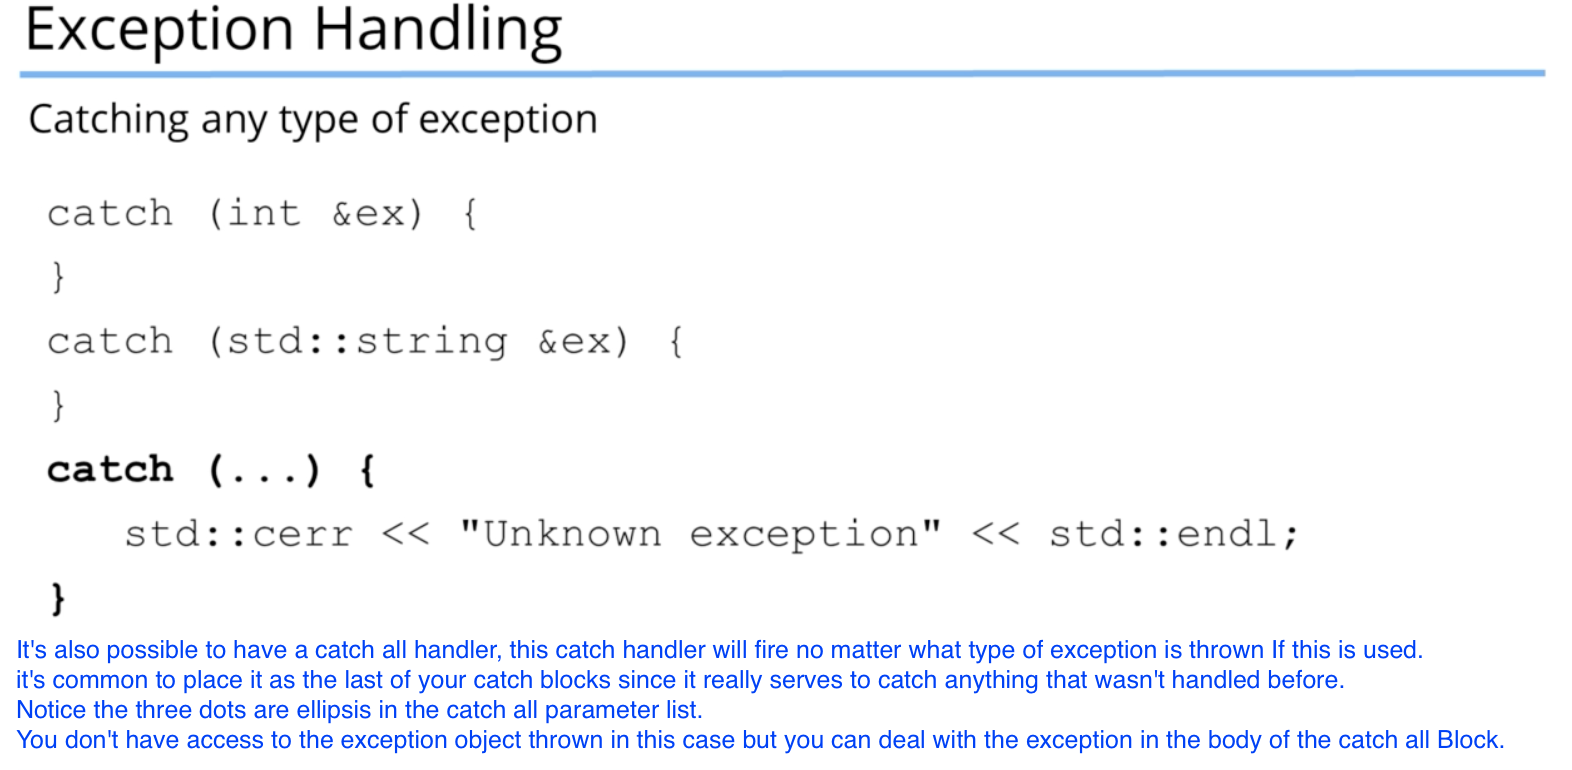 Exception Handling
Catching any type of exception
catch (int &ex) {
}
catch (std::string &ex) {
}
catch (...) {
std::cerr << "Unknown exception" << std::endl;
}
It's also possible to have a catch all handler, this catch handler will fire no matter what type of exception is thrown If this is used.
it's common to place it as the last of your catch blocks since it really serves to catch anything that wasn't handled before.
Notice the three dots are ellipsis in the catch all parameter list.
You don't have access to the exception object thrown in this case but you can deal with the exception in the body of the catch all Block.